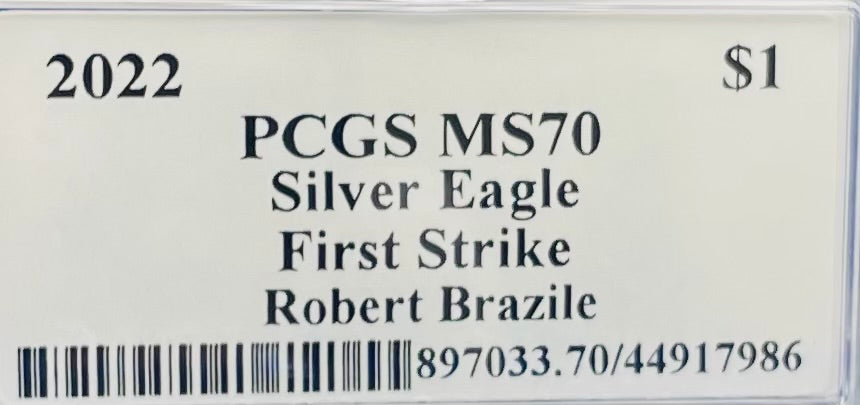 2022 $1
PCGS MS70
Silver Eagle
First Strike
Robert Brazile
897033.70/44917986